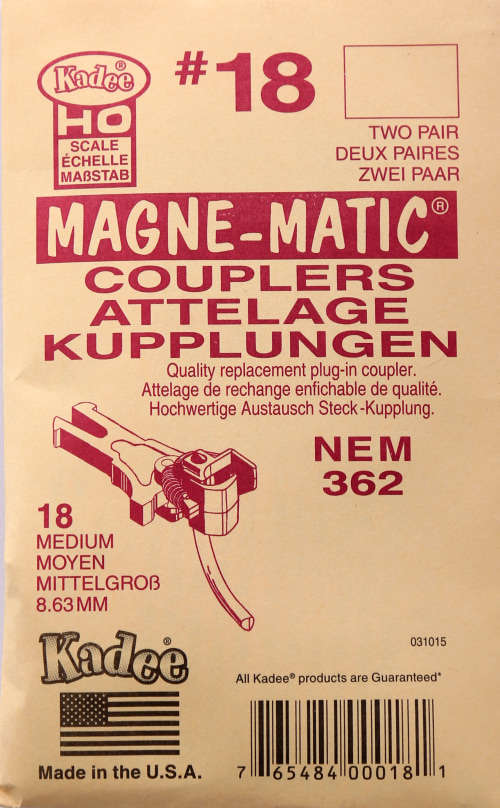 Kadee®
HO
SCALE
ÉCHELLE
MAßSTAB
#18
TWO PAIR
DEUX PAIRES
ZWEI PAAR
MAGNE-MATIC®
COUPLERS
ATTELAGE
KUPPLUNGEN
Quality replacement plug-in coupler.
Attelage de rechange enfichable de qualité.
Hochwertige Austausch Steck-Kupplung.
NEM
362
18
MEDIUM
MOYEN
MITTELGROß
8.63MM
Kadee®
031015
All Kadee® products are Guaranteed*
Made in the U.S.A.
7 65484 00018 1